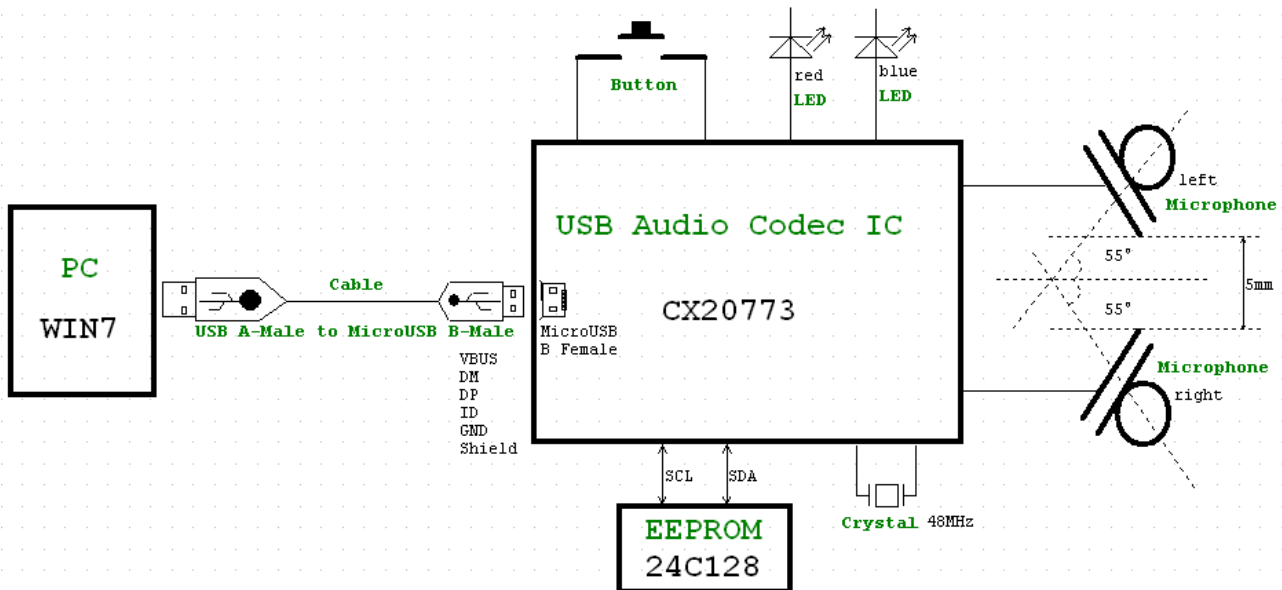 Button
red
LED
blue
LED
left
Microphone
USB Audio Codec IC
CX20773
PC
WIN7
Cable
USB A-Male to MicroUSB B-Male
MicroUSB
B Female
VBUS
DM
DP
ID
GND
Shield
55°
55°
5mm
Microphone
right
SCL
SDA
EEPROM
24C128
Crystal 48MHz